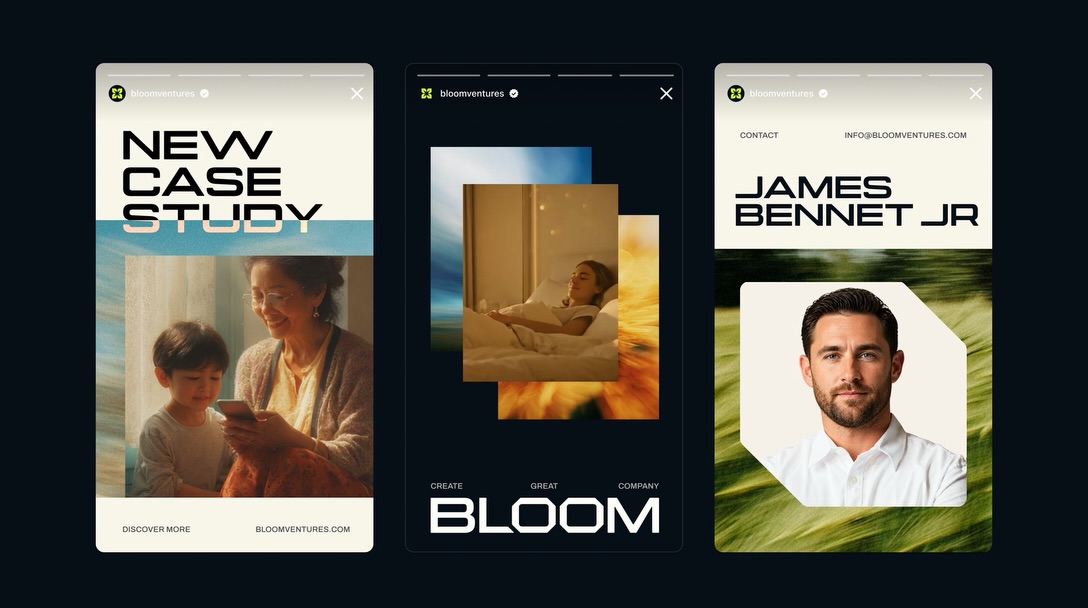 bloomventures
NEW
CASE
STUDY
DISCOVER MORE
BLOOMVENTURES.COM
bloomventures
CREATE
GREAT
COMPANY
BLOOM
bloomventures
CONTACT
INFO@BLOOMVENTURES.COM
JAMES
BENNET JR